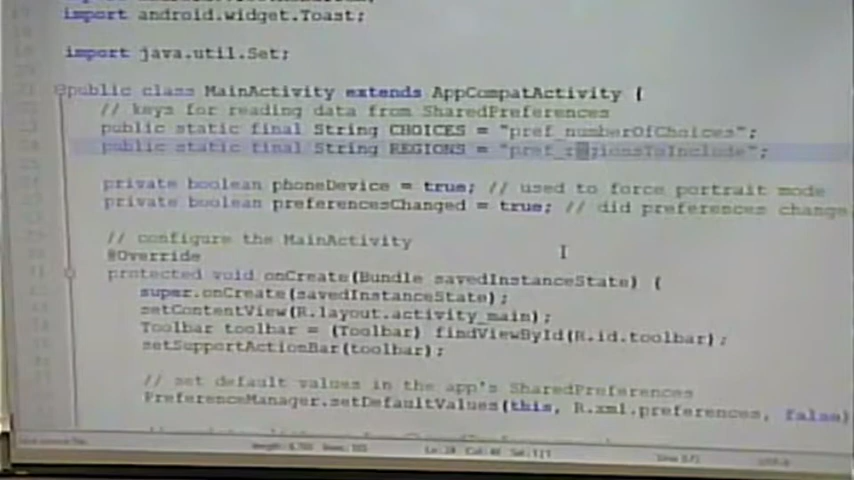 import android.widget.Toast;
import java.util.Set;
public class MainActivity extends AppCompatActivity {
// keys for reading data from SharedPreferences
public static final String CHOICES = "pref_numberOfChoices";
public static final String REGIONS = "pref_regionsToInclude";
private boolean phoneDevice = true; // used to force portrait mode
private boolean preferencesChanged = true; // did preferences change
// configure the MainActivity
@Override
protected void onCreate(Bundle savedInstanceState) {
super.onCreate(savedInstanceState);
setContentView(R.layout.activity_main);
Toolbar toolbar = (Toolbar) findViewById(R.id.toolbar);
setSupportActionBar(toolbar);
// set default values in the app's SharedPreferences
PreferenceManager.setDefaultValues(this, R.xml.preferences, false)